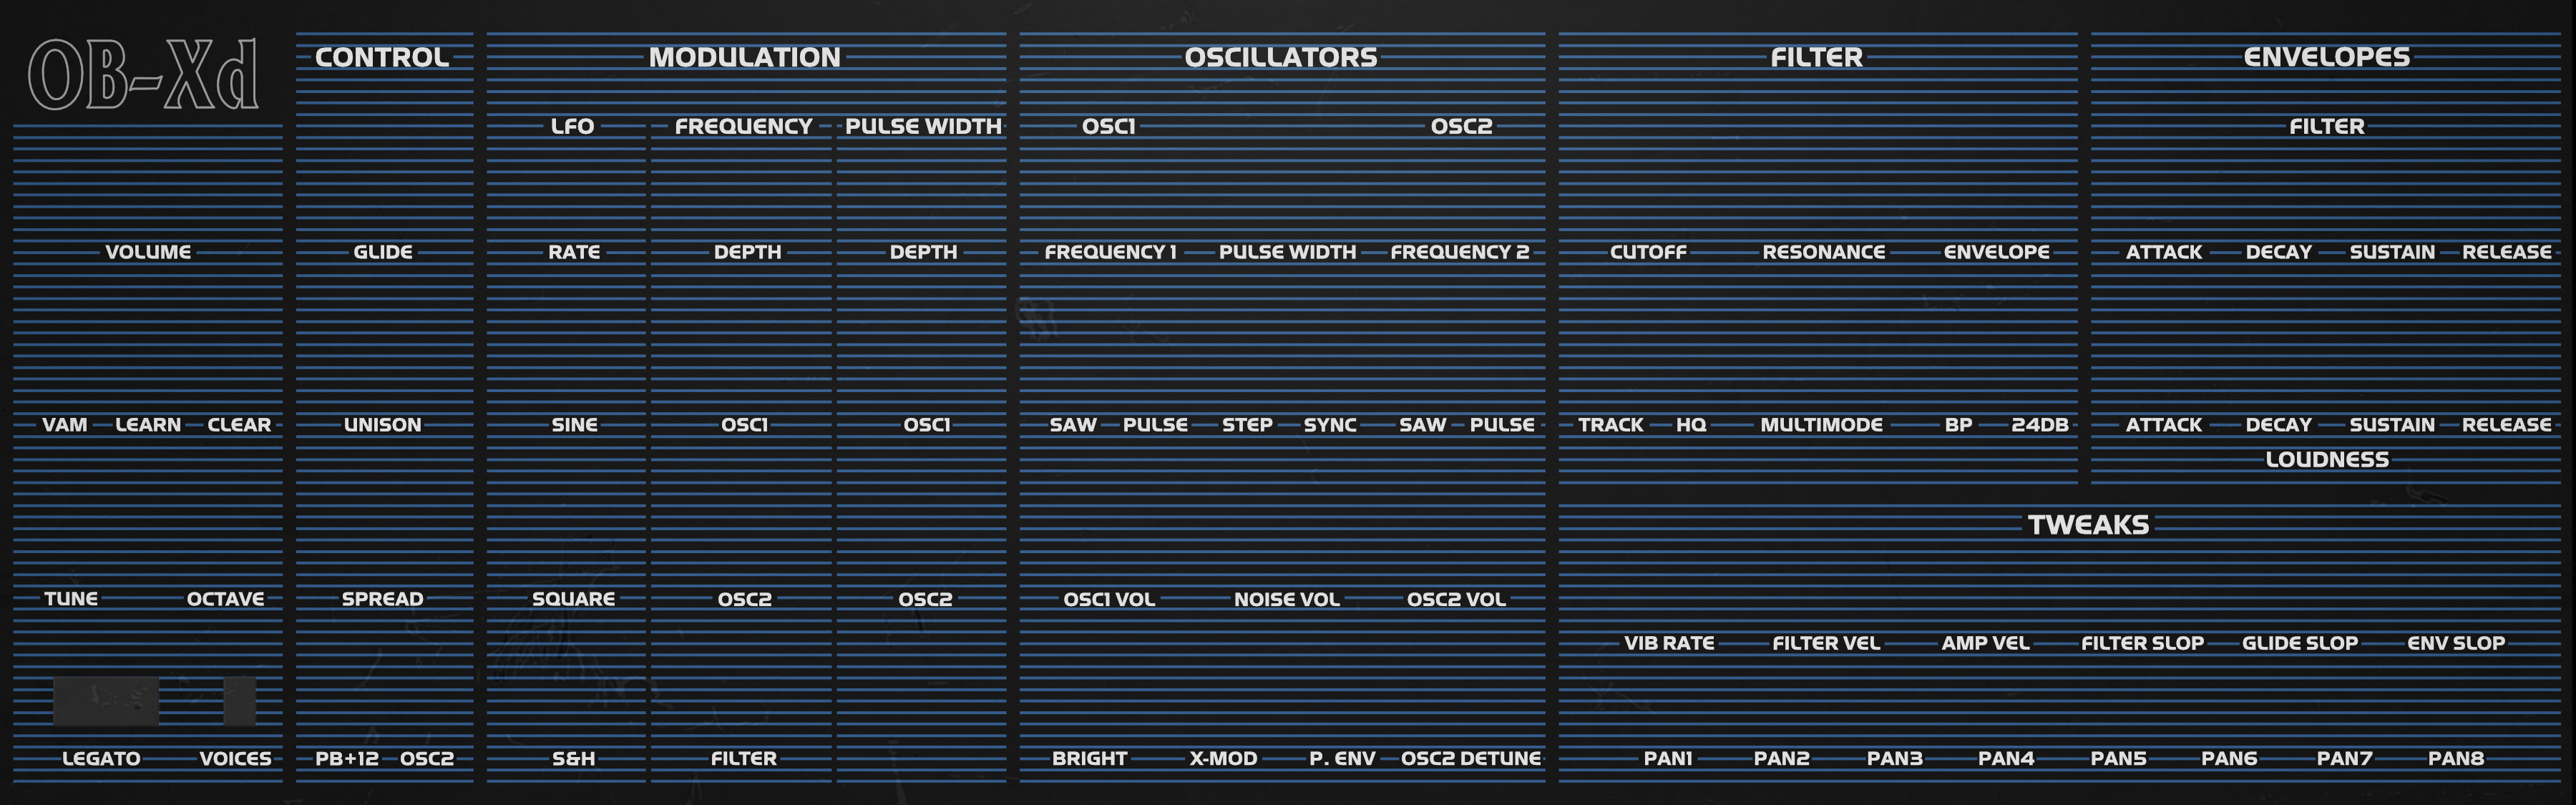 OB-Xd
CONTROL MODULATION OSCILLATORS FILTER ENVELOPES
LFO FREQUENCY PULSE WIDTH OSC1 OSC2 FILTER
VOLUME GLIDE RATE DEPTH DEPTH FREQUENCY 1 PULSE WIDTH FREQUENCY 2 CUTOFF RESONANCE ENVELOPE ATTACK DECAY SUSTAIN RELEASE
VAM LEARN CLEAR UNISON SINE OSC1 OSC1 SAW PULSE STEP SYNC SAW PULSE TRACK HQ MULTIMODE BP 24DB ATTACK DECAY SUSTAIN RELEASE
LOUDNESS
TWEAKS
TUNE OCTAVE SPREAD SQUARE OSC2 OSC2 OSC1 VOL NOISE VOL OSC2 VOL
VIB RATE FILTER VEL AMP VEL FILTER SLOP GLIDE SLOP ENV SLOP
LEGATO VOICES PB+12 OSC2 S&H FILTER BRIGHT X-MOD P. ENV OSC2 DETUNE PAN1 PAN2 PAN3 PAN4 PAN5 PAN6 PAN7 PAN8